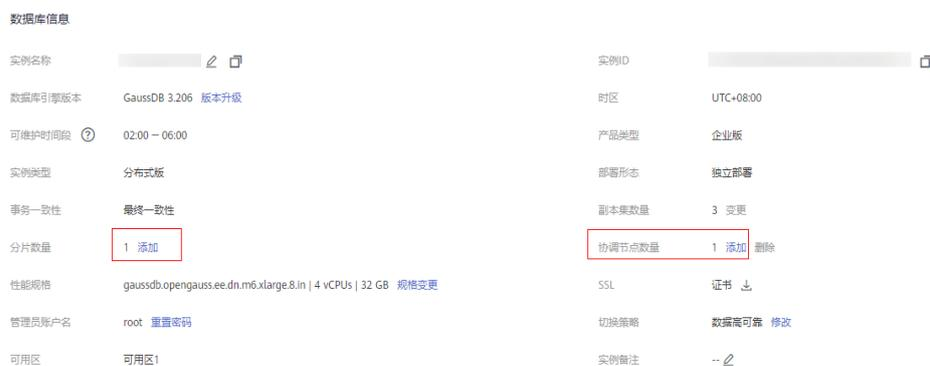 数据库信息
实例名称 实例ID
数据库引擎版本 GaussDB 3.206 版本升级 时区 UTC+08:00
可维护时间段 ? 02:00 — 06:00 产品类型 企业版
实例类型 分布式版 部署形态 独立部署
事务一致性 最终一致性 副本集数量 3 变更
分片数量 1 添加 协调节点数量 1 添加 删除
性能规格 gaussdb.opengauss.ee.dn.m6.xlarge.8.in | 4 vCPUs | 32 GB 规格变更 SSL 证书
管理员账户名 root 重置密码 切换策略 数据高可靠 修改
可用区 可用区1 实例备注 --